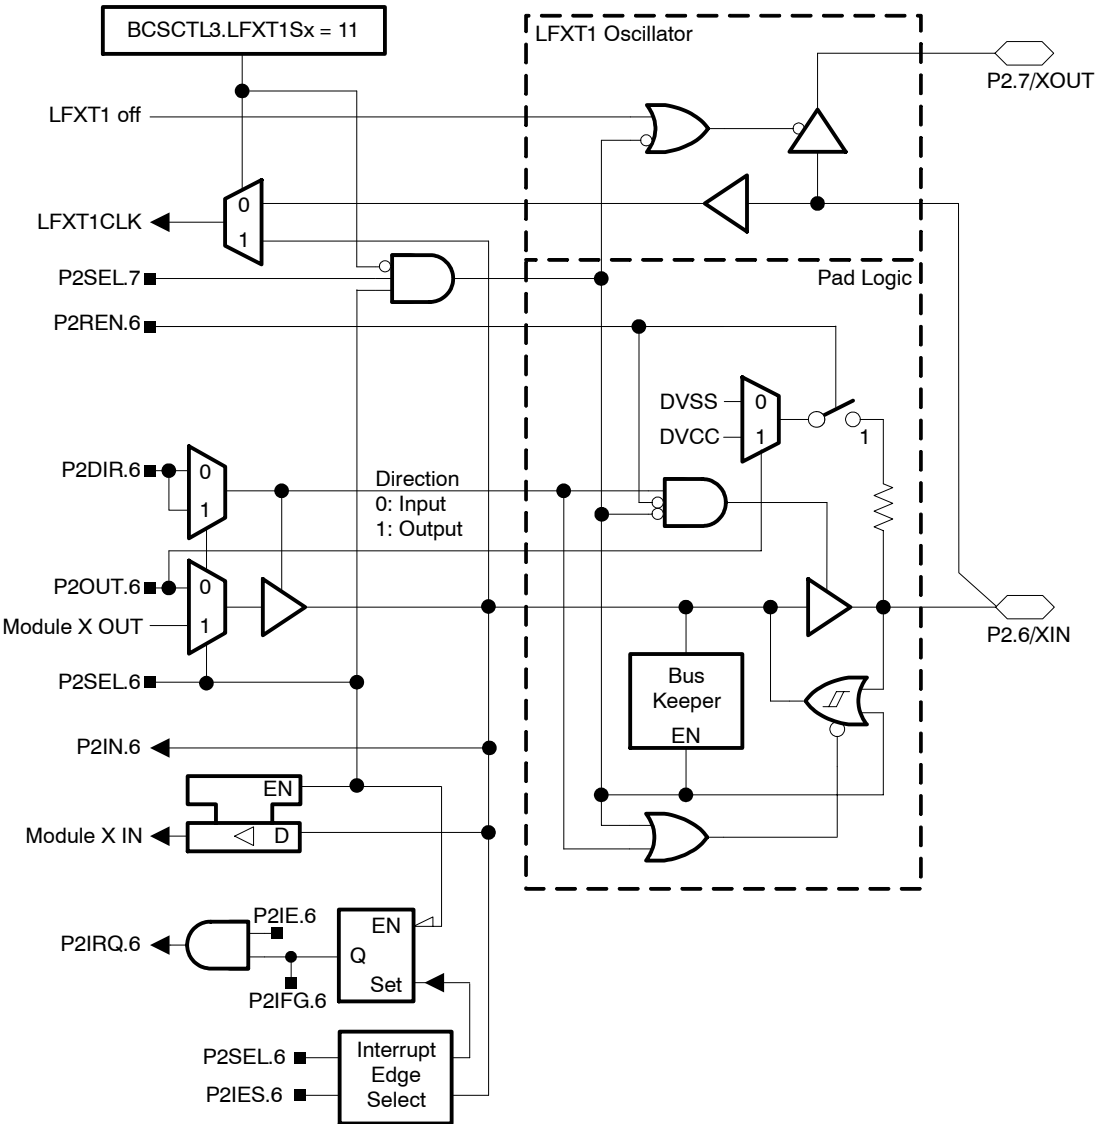 BCSCTL3.LFXT1Sx = 11
LFXT1 Oscillator
P2.7/XOUT
LFXT1 off
0
LFXT1CLK
1
P2SEL.7
Pad Logic
P2REN.6
DVSS
0
DVCC
1
1
P2DIR.6
0
1
Direction
0: Input
1: Output
P2OUT.6
0
Module X OUT
1
P2.6/XIN
P2SEL.6
Bus
Keeper
EN
P2IN.6
EN
Module X IN
D
P2IE.6
EN
P2IRQ.6
Q
Set
P2IFG.6
P2SEL.6
P2IES.6
Interrupt
Edge
Select